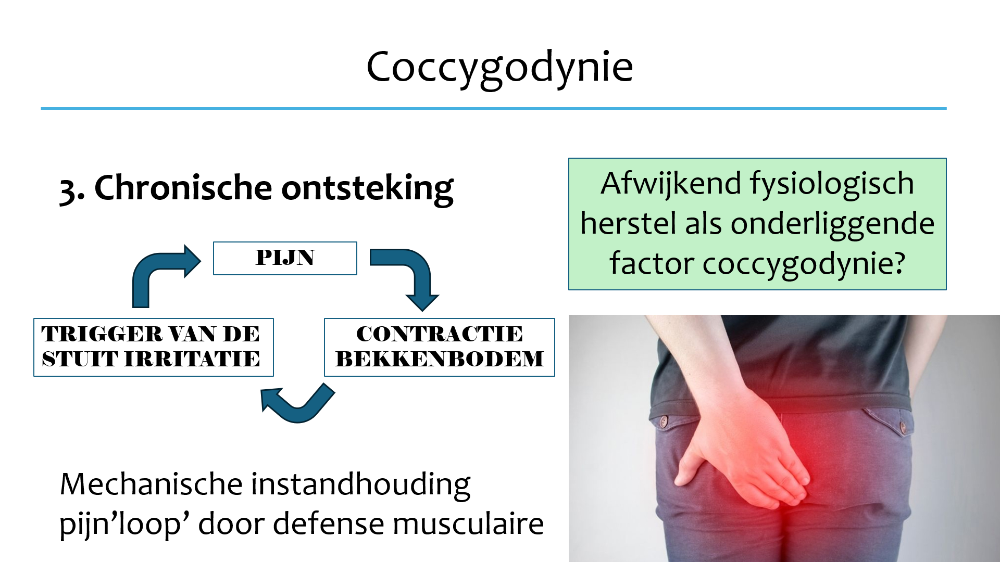 Coccygodynie
3. Chronische ontsteking
PIJN
TRIGGER VAN DE
STUIT IRRITATIE
CONTRACTIE
BEKKENBODEM
Mechanische instandhouding
pijn’loop’ door defense musculaire
Afwijkend fysiologisch
herstel als onderliggende
factor coccygodynie?